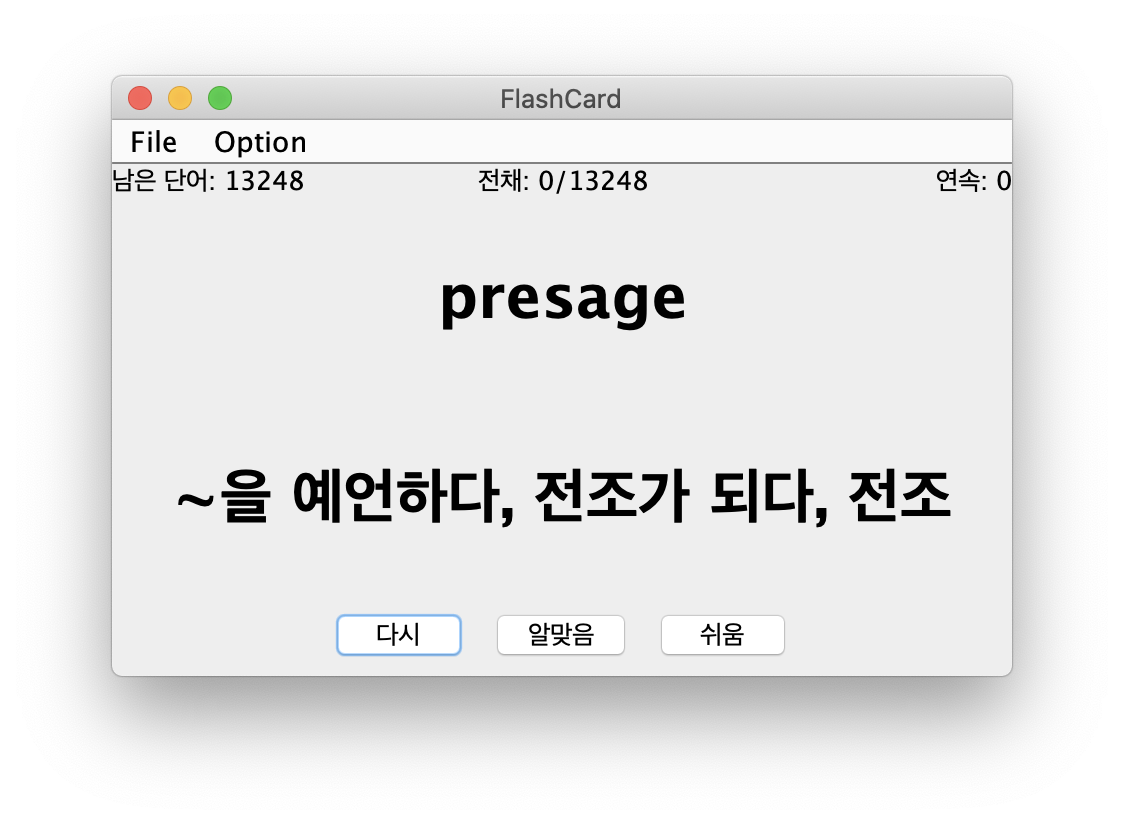 FlashCard
File Option
남은 단어: 13248 전채: 0/13248 연속: 0
presage
~을 예언하다, 전조가 되다, 전조
다시 알맞음 쉬움